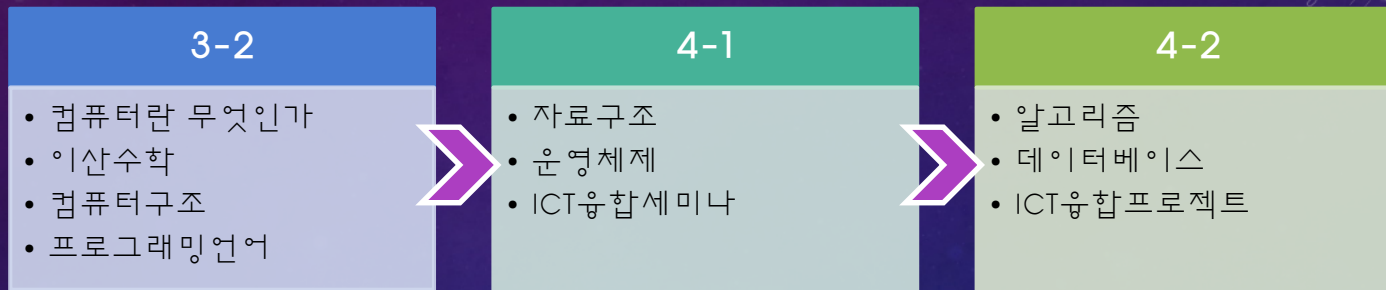 3-2
• 컴퓨터란 무엇인가
• 이산수학
• 컴퓨터구조
• 프로그래밍언어
4-1
• 자료구조
• 운영체제
• ICT융합세미나
4-2
• 알고리즘
• 데이터베이스
• ICT융합프로젝트